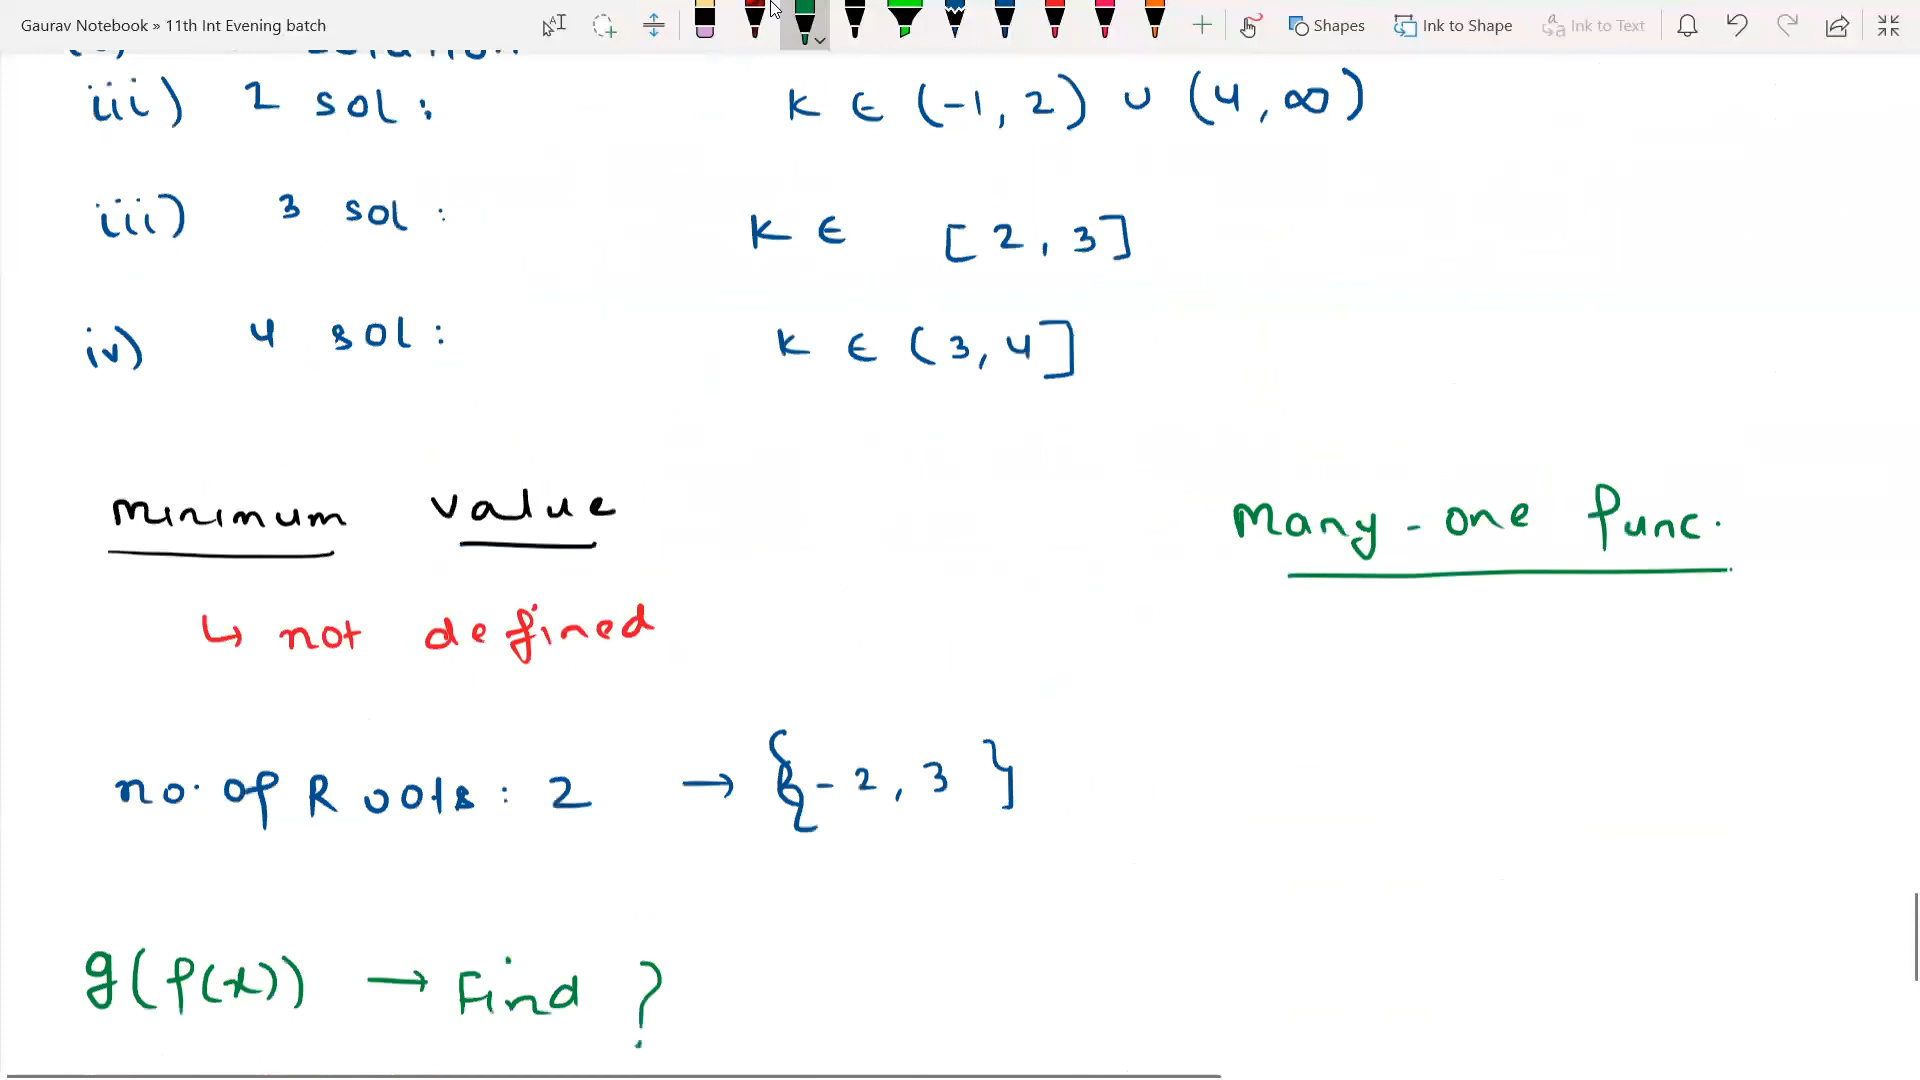 Gaurav Notebook » 11th Int Evening batch
Shapes
Ink to Shape
Ink to Text
iii) 2 sol : K ∈ (-1, 2) ∪ (4, ∞)
iii) 3 sol : K ∈ [2, 3]
iv) 4 sol : K ∈ (3, 4]
minimum value
Many-one func.
↳ not defined
no. of Roots : 2 → {-2, 3}
g(f(x)) → Find ?